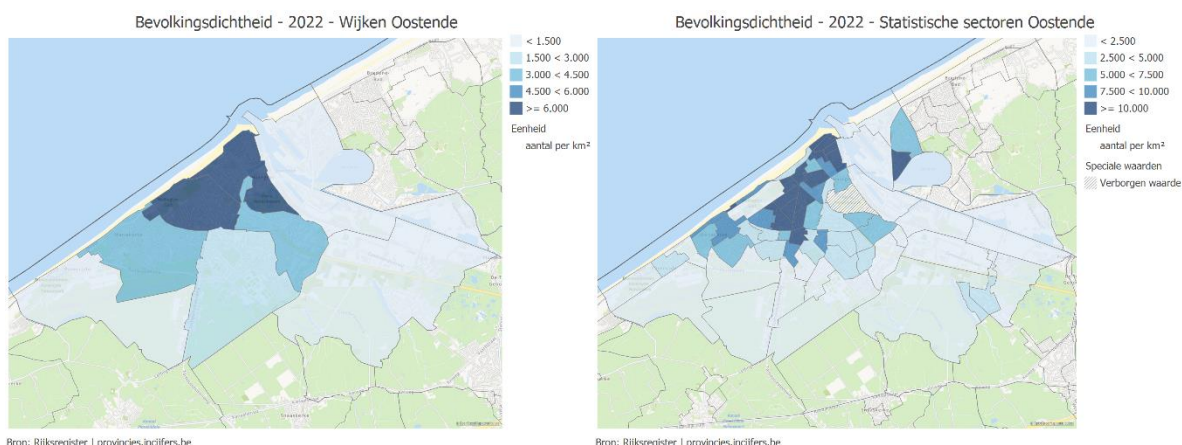 Bevolkingsdichtheid - 2022 - Wijken Oostende
< 1.500
1.500 < 3.000
3.000 < 4.500
4.500 < 6.000
>= 6.000
Eenheid
aantal per km²
Bron: Rijksregister | provincies.incijfers.be
Bevolkingsdichtheid - 2022 - Statistische sectoren Oostende
< 2.500
2.500 < 5.000
5.000 < 7.500
7.500 < 10.000
>= 10.000
Eenheid
aantal per km²
Speciale waarden
Verborgen waarde
Bron: Rijksregister | provincies.incijfers.be